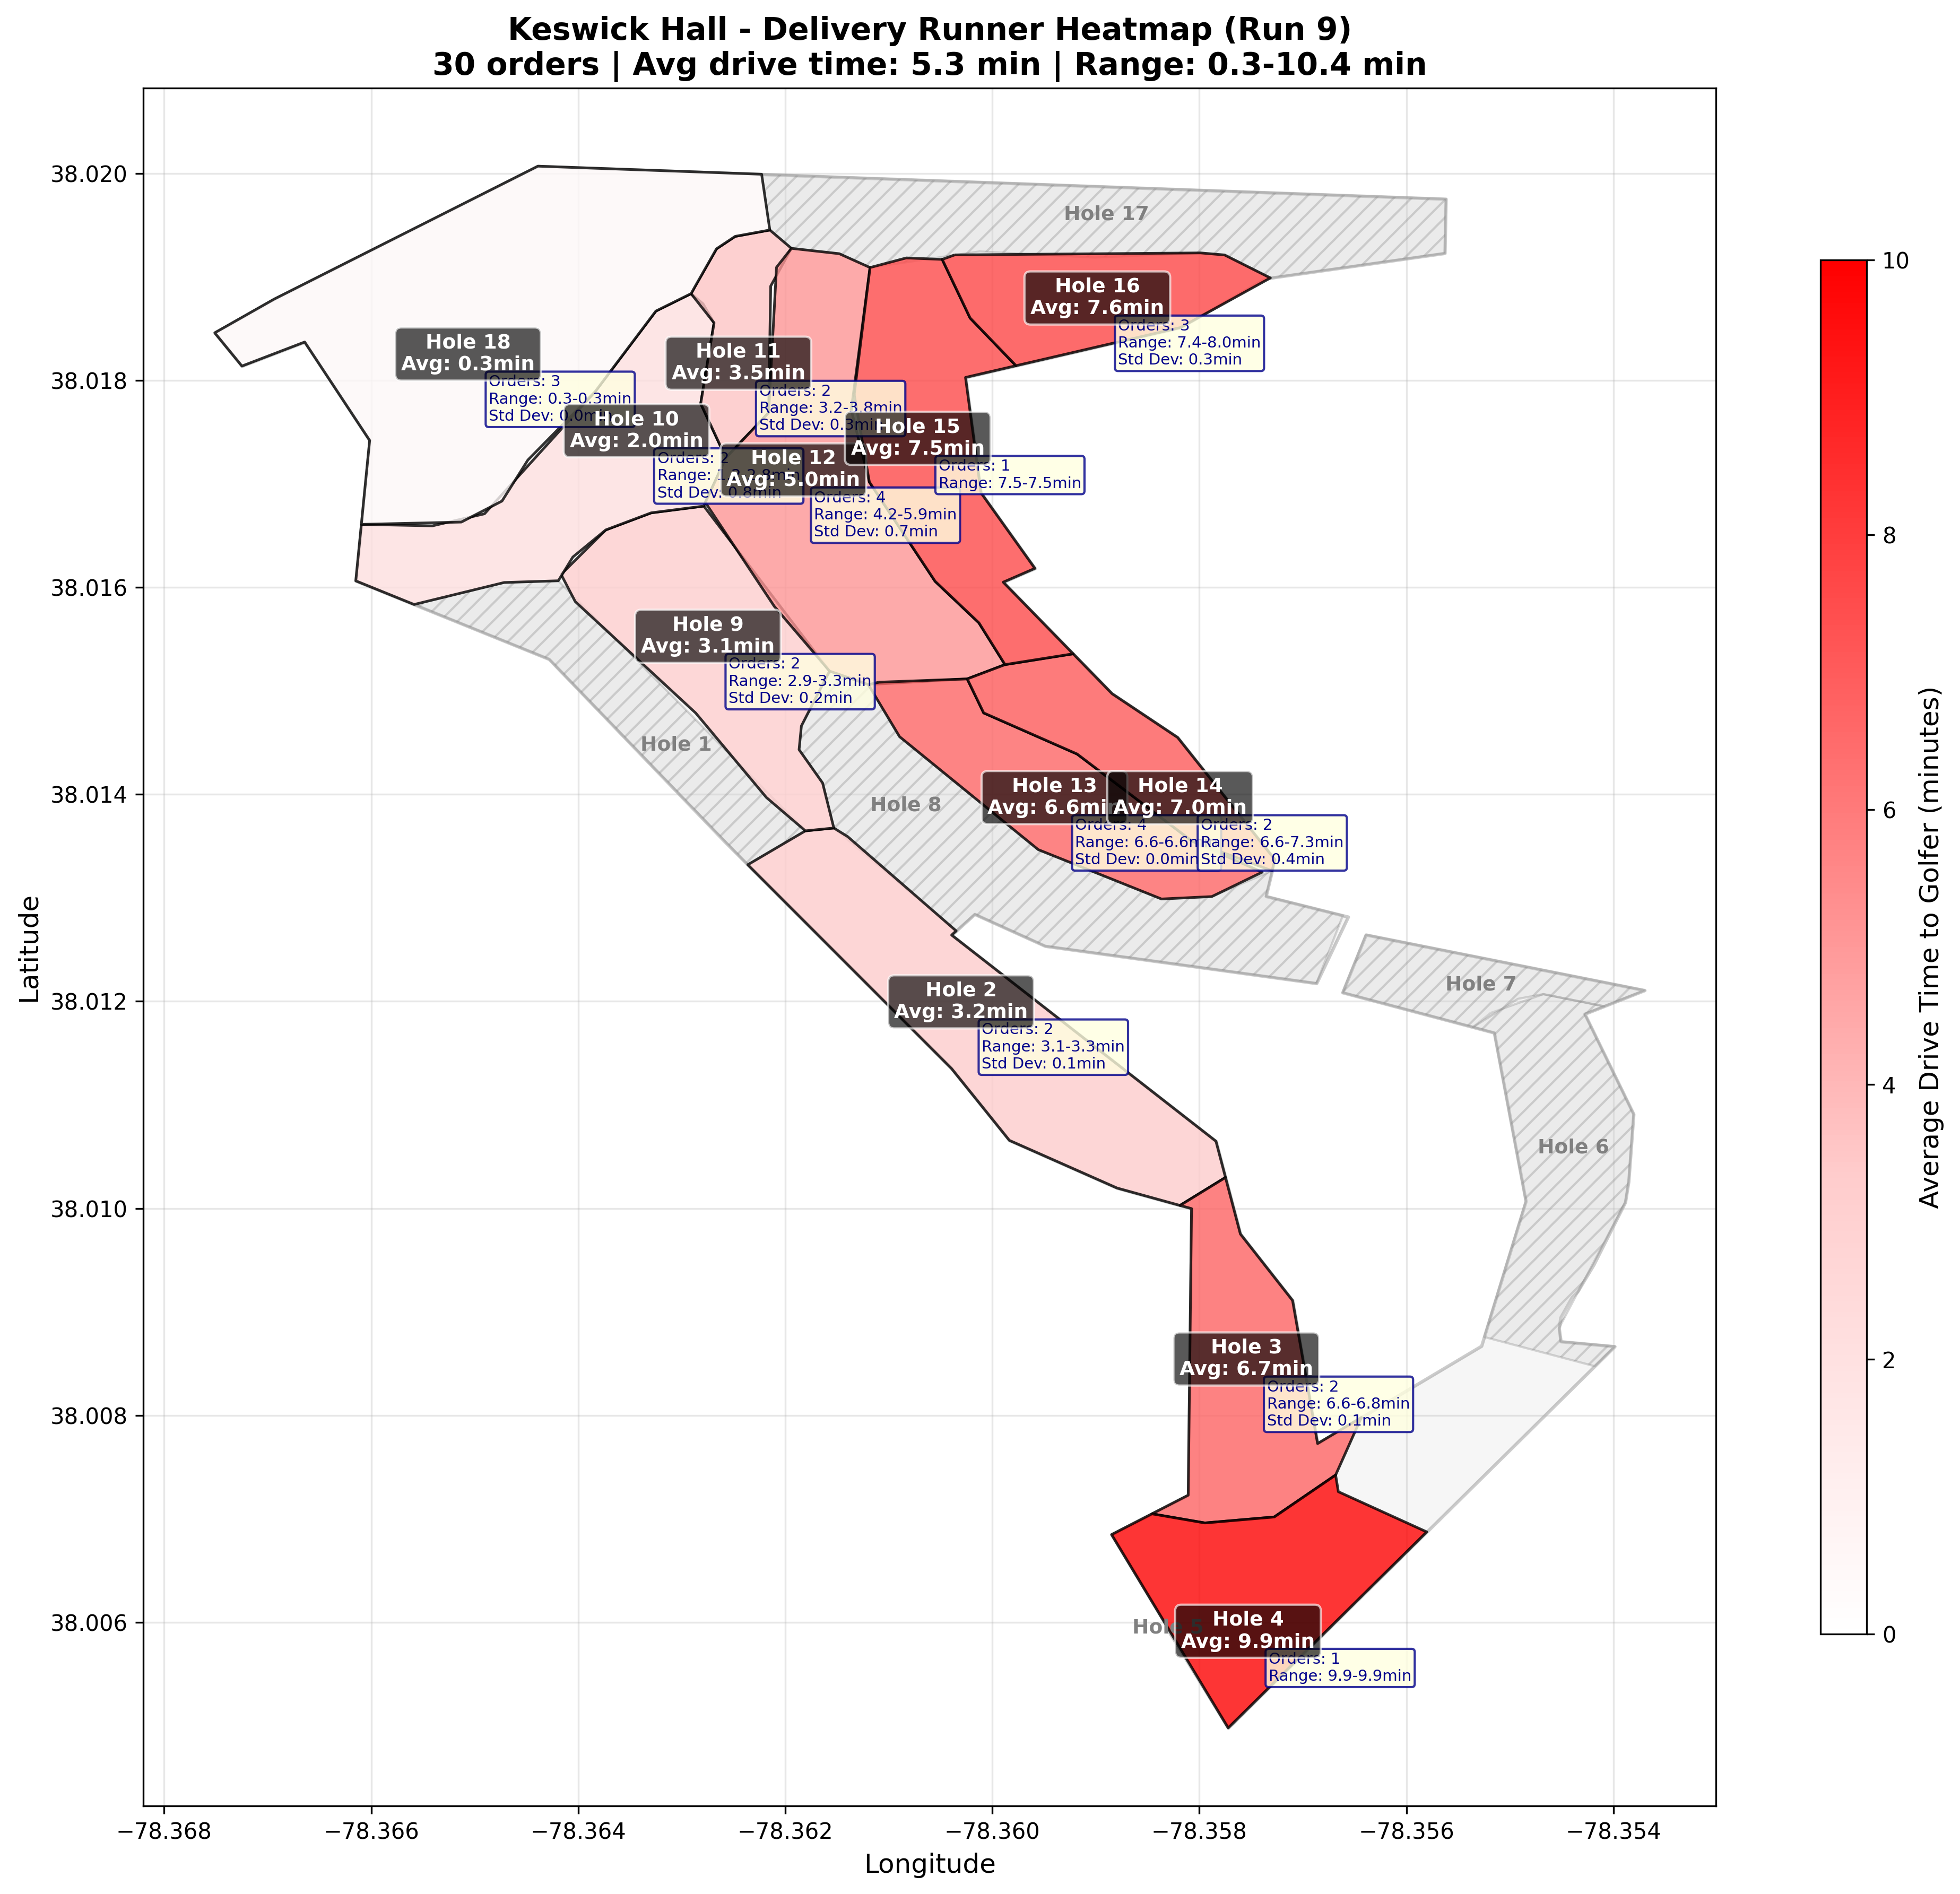 Keswick Hall - Delivery Runner Heatmap (Run 9)
30 orders | Avg drive time: 5.3 min | Range: 0.3-10.4 min
Hole 17
Hole 16
Avg: 7.6min
Orders: 3
Range: 7.4-8.0min
Std Dev: 0.3min
Hole 18
Avg: 0.3min
Orders: 3
Range: 0.3-0.3min
Std Dev: 0.0m
Hole 11
Avg: 3.5min
Orders: 2
Range: 3.2-3.8min
Std Dev: 0.3min
Hole 10
Avg: 2.0min
Orders: 2
Std Dev: 0.8min
Hole 15
Avg: 7.5min
Orders: 1
Range: 7.5-7.5min
Hole 12
Avg: 5.0min
Orders: 4
Range: 4.2-5.9min
Std Dev: 0.7min
Hole 9
Avg: 3.1min
Orders: 2
Range: 2.9-3.3min
Std Dev: 0.2min
Hole 1
Hole 8
Hole 13
Avg: 6.6min
Orders: 4
Range: 6.6-6.6m
Std Dev: 0.0min
Hole 14
Avg: 7.0min
Orders: 2
Range: 6.6-7.3min
Std Dev: 0.4min
Hole 2
Avg: 3.2min
Orders: 2
Range: 3.1-3.3min
Std Dev: 0.1min
Hole 7
Hole 6
Hole 3
Avg: 6.7min
Orders: 2
Range: 6.6-6.8min
Std Dev: 0.1min
Hole 5
Hole 4
Avg: 9.9min
Orders: 1
Range: 9.9-9.9min
38.020
38.018
38.016
38.014
38.012
38.010
38.008
38.006
Latitude
−78.368
−78.366
−78.364
−78.362
−78.360
−78.358
−78.356
−78.354
Longitude
10
8
6
4
2
0
Average Drive Time to Golfer (minutes)